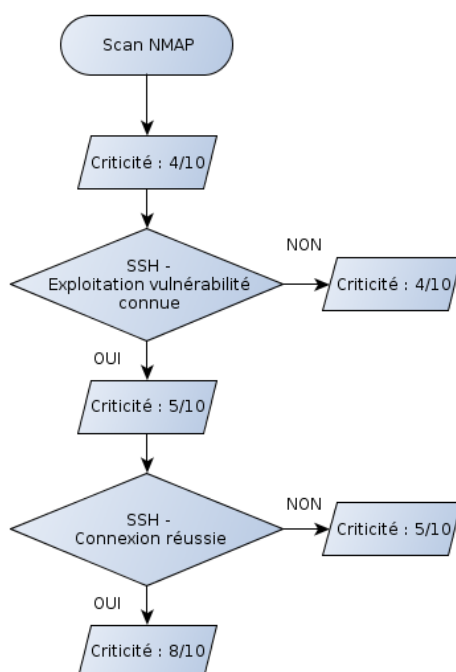 Scan NMAP
Criticité : 4/10
NON
SSH -
Exploitation vulnérabilité
connue
Criticité : 4/10
OUI
Criticité : 5/10
NON
SSH -
Connexion réussie
Criticité : 5/10
OUI
Criticité : 8/10